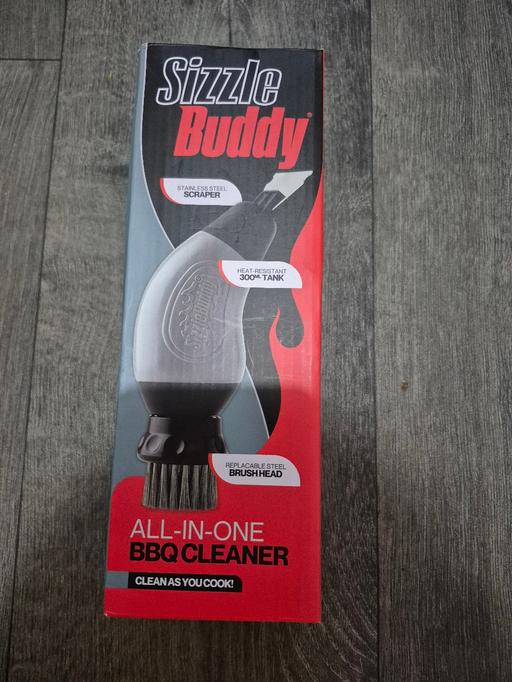 Sizzle
Buddy®
STAINLESS STEEL
SCRAPER
HEAT-RESISTANT
300ML TANK
REPLACABLE STEEL
BRUSH HEAD
ALL-IN-ONE
BBQ CLEANER
CLEAN AS YOU COOK!